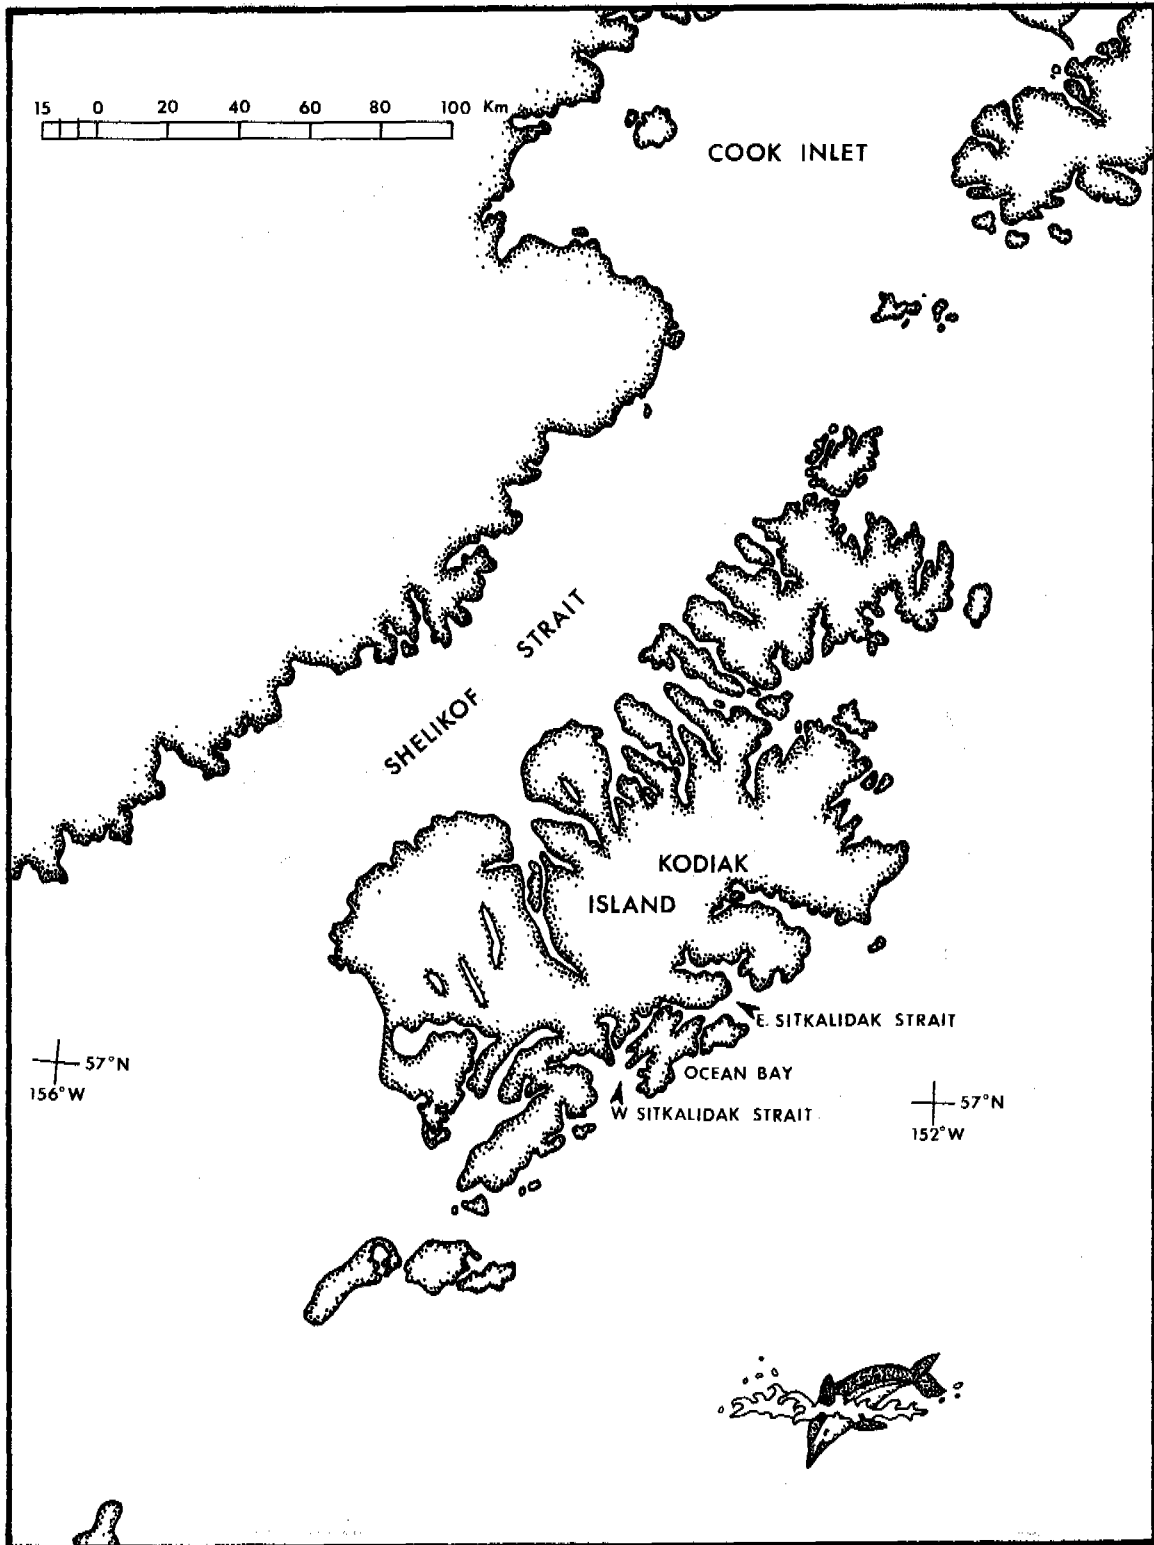 15 0 20 40 60 80 100 Km
COOK INLET
STRAIT
SHELIKOF
KODIAK
ISLAND
E. SITKALIDAK STRAIT
57°N
156°W
OCEAN BAY
W SITKALIDAK STRAIT
57°N
152°W